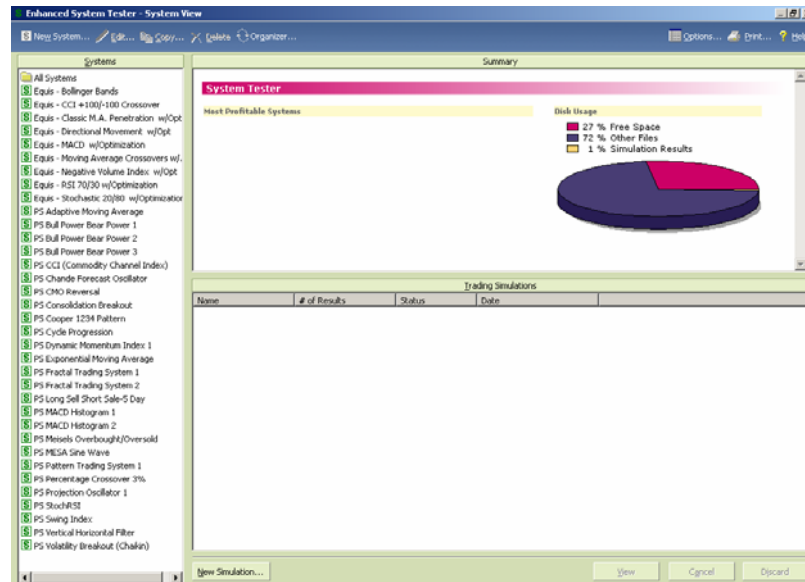 Enhanced System Tester - System View
New System... Edit... Copy... Delete Organizer... Options... Print... Help
Systems
All Systems
Equis - Bollinger Bands
Equis - CCI +100/-100 Crossover
Equis - Classic M.A. Penetration w/Opt
Equis - Directional Movement w/Opt
Equis - MACD w/Optimization
Equis - Moving Average Crossovers w/.
Equis - Negative Volume Index w/Opt
Equis - RSI 70/30 w/Optimization
Equis - Stochastic 20/80 w/Optimization
PS Adaptive Moving Average
PS Bull Power Bear Power 1
PS Bull Power Bear Power 2
PS Bull Power Bear Power 3
PS CCI (Commodity Channel Index)
PS Chande Forecast Oscillator
PS CMO Reversal
PS Consolidation Breakout
PS Cooper 1234 Pattern
PS Cycle Progression
PS Dynamic Momentum Index 1
PS Exponential Moving Average
PS Fractal Trading System 1
PS Fractal Trading System 2
PS Long Sell Short Sale-5 Day
PS MACD Histogram 1
PS MACD Histogram 2
PS Meisels Overbought/Oversold
PS MESA Sine Wave
PS Pattern Trading System 1
PS Percentage Crossover 3%
PS Projection Oscillator 1
PS StochRSI
PS Swing Index
PS Vertical Horizontal Filter
PS Volatility Breakout (Chaikin)
Summary
System Tester
Most Profitable Systems
Disk Usage
27 % Free Space
72 % Other Files
1 % Simulation Results
Trading Simulations
Name # of Results Status Date
New Simulation... View Cancel Discard